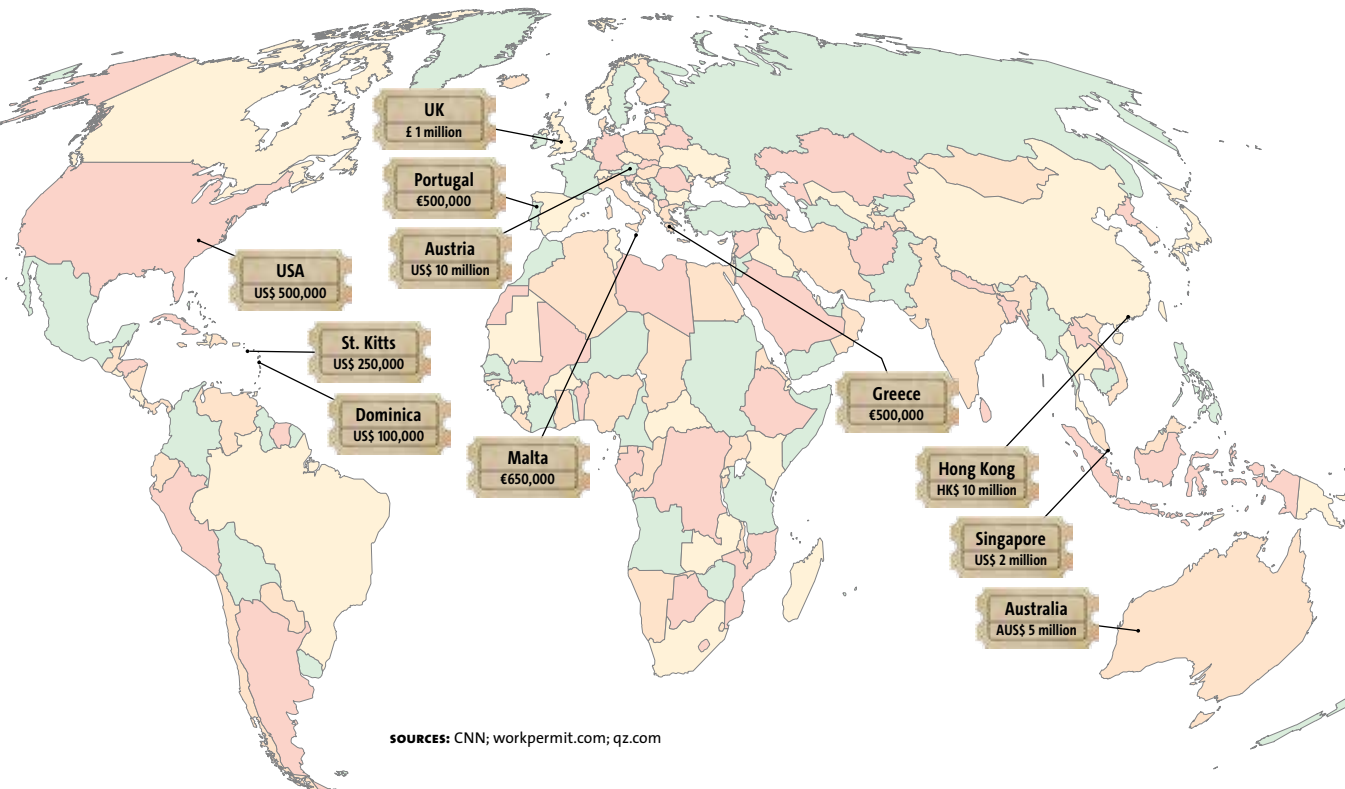 UK
£ 1 million
Portugal
€500,000
Austria
US$ 10 million
USA
US$ 500,000
St. Kitts
US$ 250,000
Dominica
US$ 100,000
Malta
€650,000
Greece
€500,000
Hong Kong
HK$ 10 million
Singapore
US$ 2 million
Australia
AUS$ 5 million
SOURCES: CNN; workpermit.com; qz.com